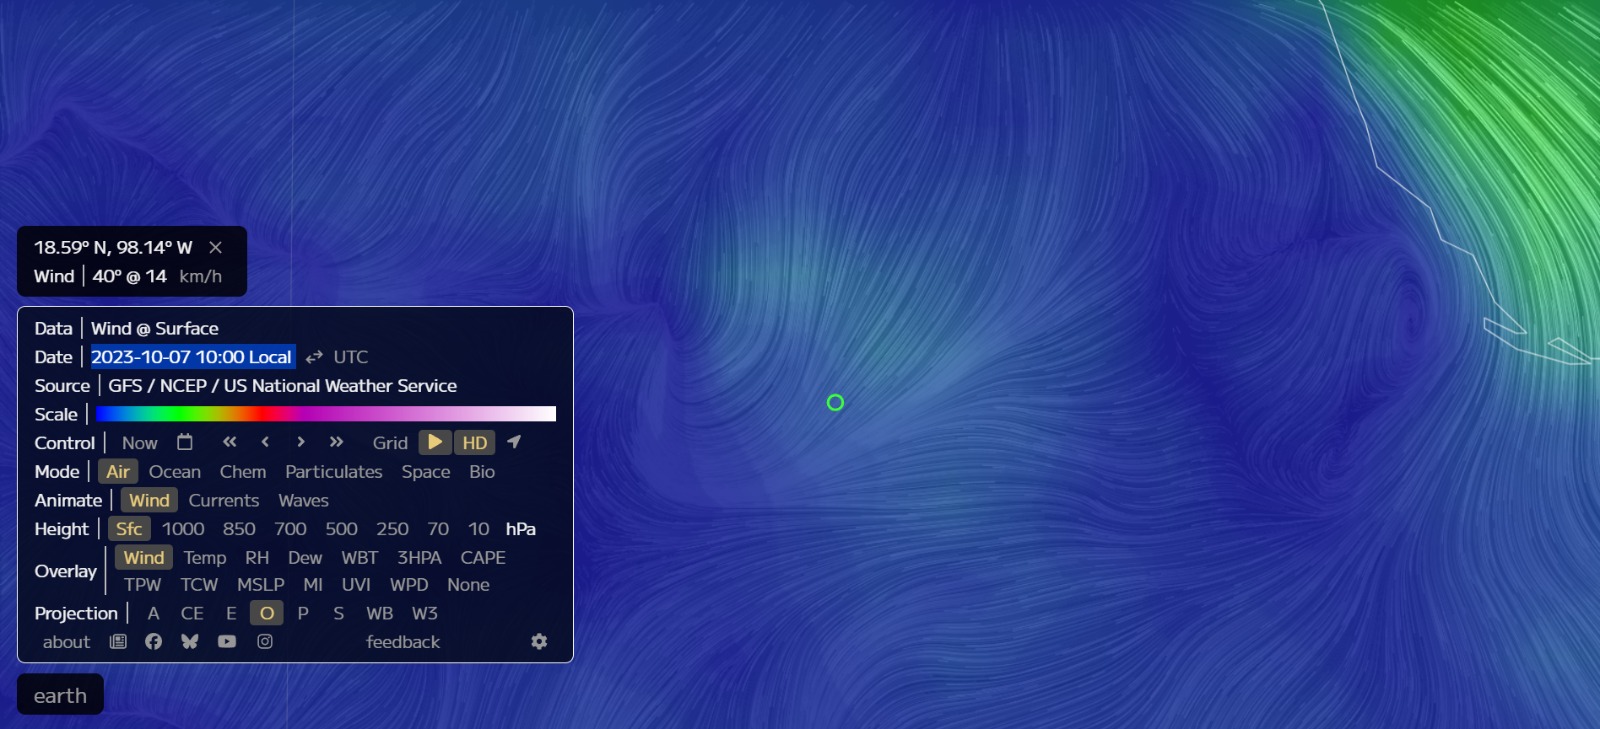 18.59° N, 98.14° W
Wind | 40° @ 14 km/h
Data | Wind @ Surface
Date | 2023-10-07 10:00 Local UTC
Source | GFS / NCEP / US National Weather Service
Scale |
Control | Now Grid HD
Mode | Air Ocean Chem Particulates Space Bio
Animate | Wind Currents Waves
Height | Sfc 1000 850 700 500 250 70 10 hPa
Overlay | Wind Temp RH Dew WBT 3HPA CAPE
TPW TCW MSLP MI UVI WPD None
Projection | A CE E O P S WB W3
about feedback
earth